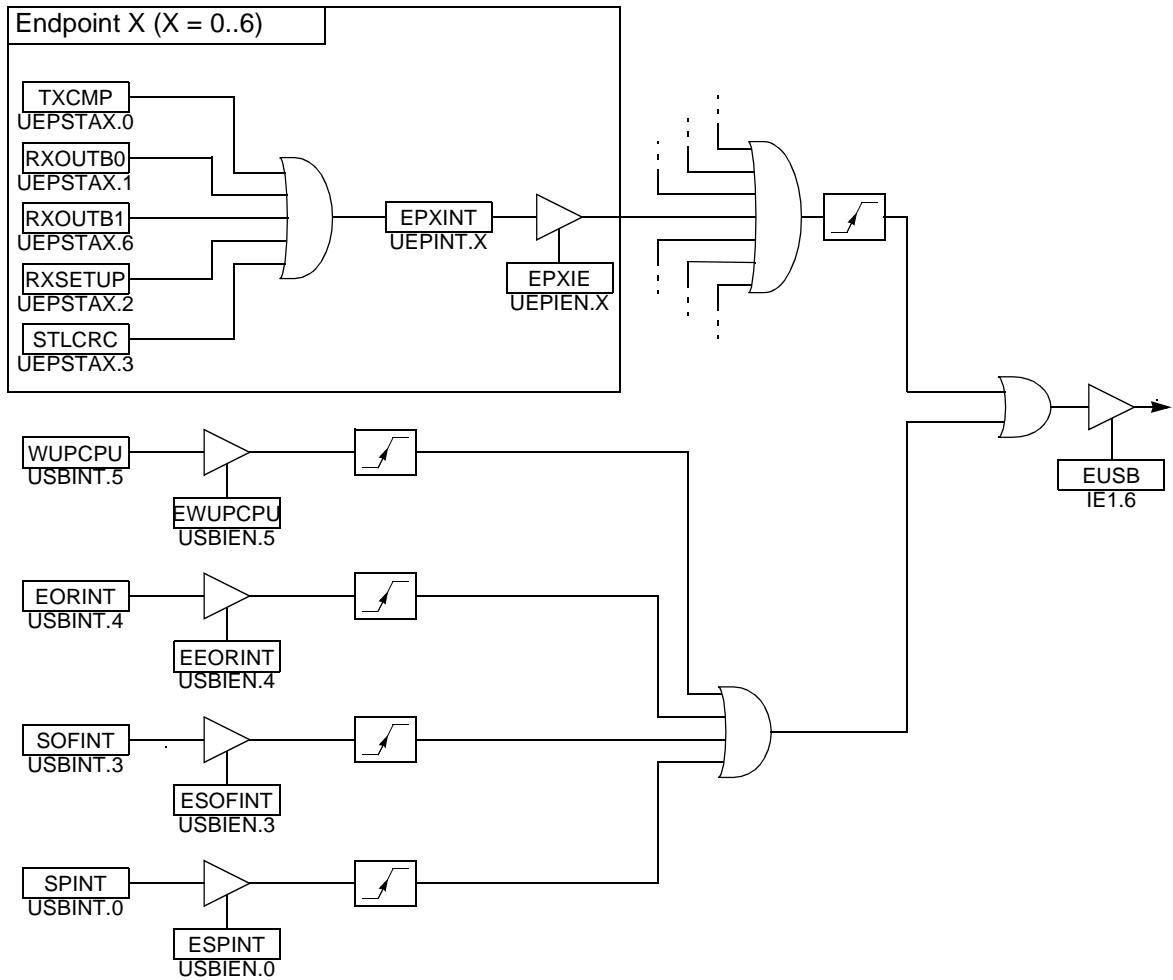 Endpoint X (X = 0..6)
TXCMP
UEPSTAX.0
RXOUTB0
UEPSTAX.1
RXOUTB1
UEPSTAX.6
RXSETUP
UEPSTAX.2
STLCRC
UEPSTAX.3
EPXINT
UEPINT.X
EPXIE
UEPIEN.X
EUSB
IE1.6
WUPCPU
USBINT.5
EWUPCPU
USBIEN.5
EORINT
USBINT.4
EEORINT
USBIEN.4
SOFINT
USBINT.3
ESOFINT
USBIEN.3
SPINT
USBINT.0
ESPINT
USBIEN.0